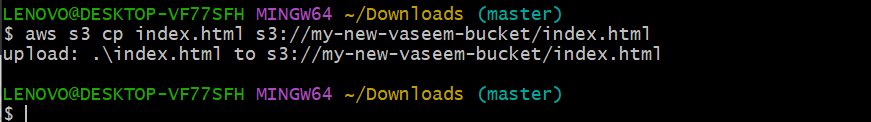 LENOVO@DESKTOP-VF77SFH MINGW64 ~/Downloads (master)
$ aws s3 cp index.html s3://my-new-vaseem-bucket/index.html
upload: .\index.html to s3://my-new-vaseem-bucket/index.html
LENOVO@DESKTOP-VF77SFH MINGW64 ~/Downloads (master)
$